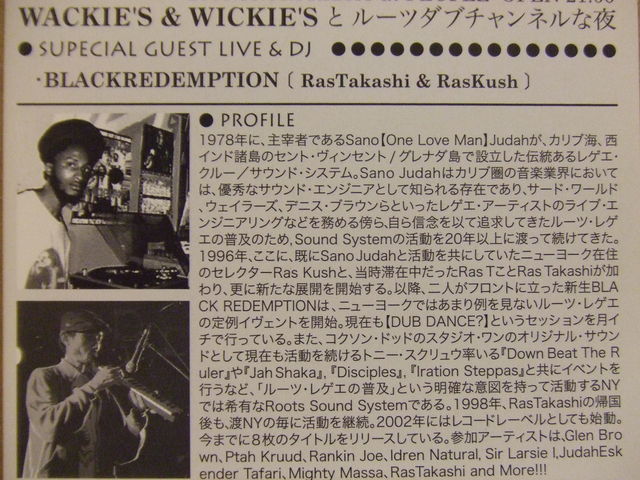 WACKIE'S & WICKIE'S と ルーツダブチャンネルな夜
● SUPECIAL GUEST LIVE & DJ ●●●●●●●●●●●●●●●
・BLACKREDEMPTION〔 RasTakashi & RasKush 〕
● PROFILE
1978年に、主宰者であるSano【One Love Man】Judahが、カリブ海、西
インド諸島のセント・ヴィンセント/グレナダ島で設立した伝統あるレゲエ・
クルー/サウンド・システム。Sano Judahはカリブ圏の音楽業界において
は、優秀なサウンド・エンジニアとして知られる存在であり、サード・ワールド
、ウェイラーズ、デニス・ブラウンらといったレゲエ・アーティストのライブ・エ
ンジニアリングなどを務める傍ら、自ら信念を以て追求してきたルーツ・レゲ
エの普及のため,Sound Systemの活動を20年以上に渡って続けてきた。
1996年、ここに、既にSano Judahと活動を共にしていたニューヨーク在住
のセレクターRas Kushと、当時滞在中だったRas TことRas Takashiが加
わり、更に新たな展開を開始する。以降、二人がフロントに立った新生BLA
CK REDEMPTIONは、ニューヨークではあまり例を見ないルーツ・レゲエ
の定例イヴェントを開始。現在も【DUB DANCE?】というセッションを月イ
チで行っている。また、コクソン・ドッドのスタジオ・ワンのオリジナル・サウン
ドとして現在も活動を続けるトニー・スクリュウ率いる『Down Beat The R
uler』や『Jah Shaka』、『Disciples』、『Iration Steppas』と共にイベントを
行うなど、「ルーツ・レゲエの普及」という明確な意図を持って活動するNY
では希有なRoots Sound Systemである。1998年、RasTakashiの帰国
後も、渡NYの毎に活動を継続。2002年にはレコードレーベルとしても始動。
今までに8枚のタイトルをリリースしている。参加アーティストは、Glen Bro
wn, Ptah Kruud, Rankin Joe, Idren Natural, Sir Larsie I,JudahEsk
ender Tafari, Mighty Massa, RasTakashi and More!!!